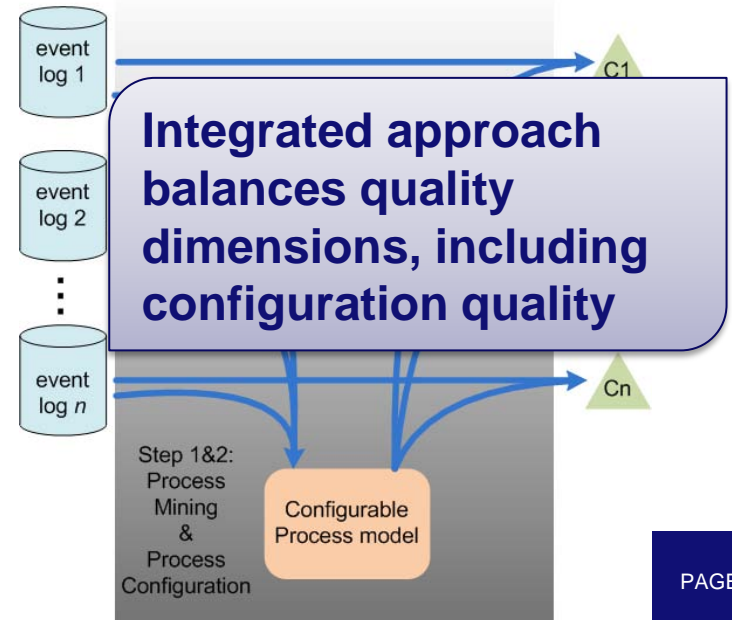 event
log 1
C1
Integrated approach
balances quality
dimensions, including
configuration quality
event
log 2
event
log n
Cn
Step 1&2:
Process
Mining
&
Process
Configuration
Configurable
Process model
PAGE